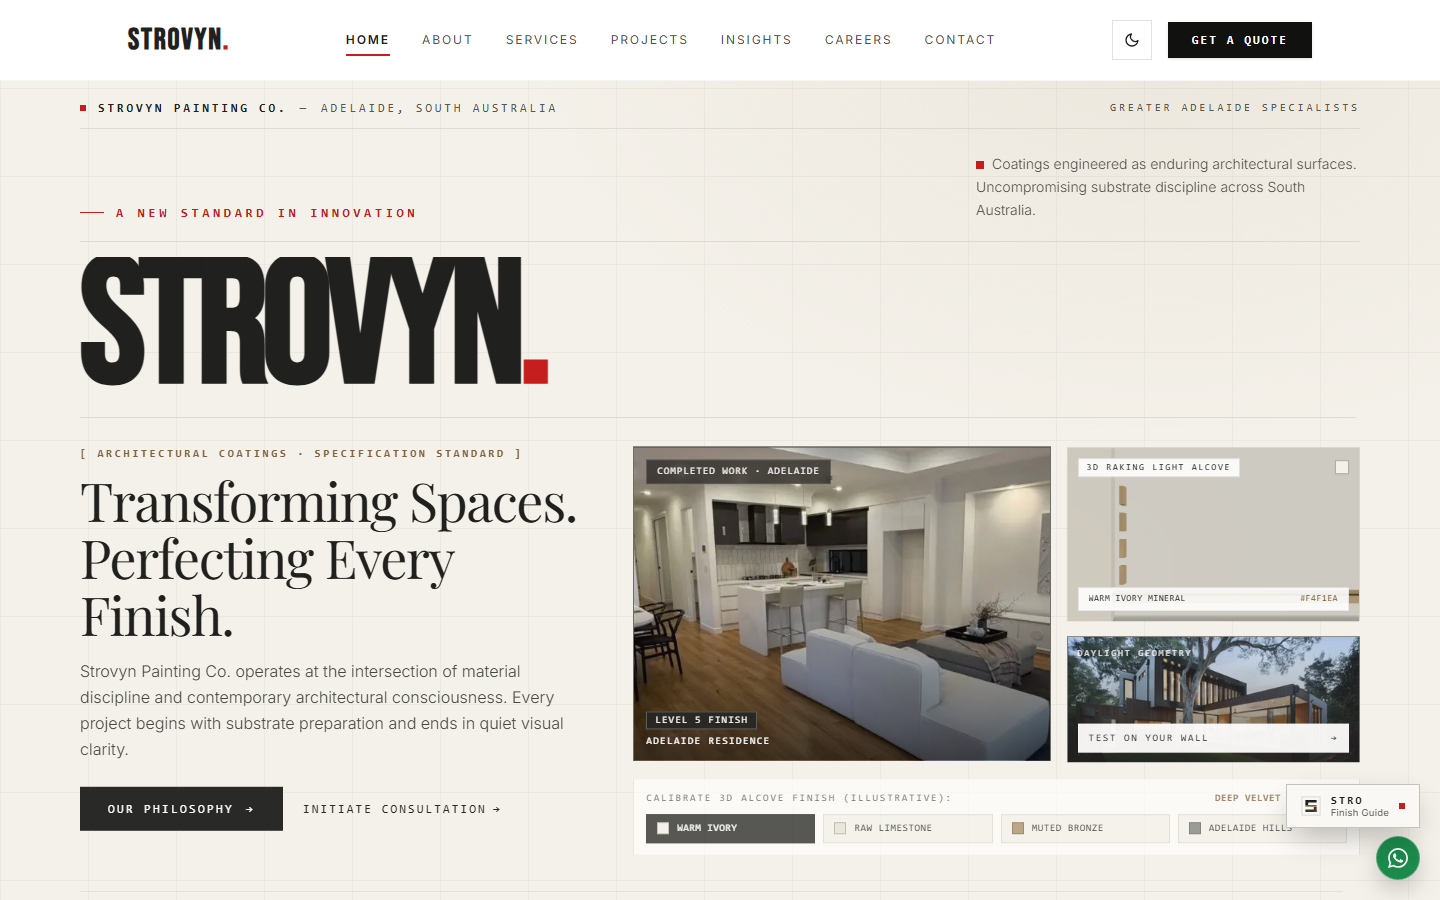 STROVYN.
HOME
ABOUT
SERVICES
PROJECTS
INSIGHTS
CAREERS
CONTACT
GET A QUOTE
STROVYN PAINTING CO. — ADELAIDE, SOUTH AUSTRALIA
GREATER ADELAIDE SPECIALISTS
Coatings engineered as enduring architectural surfaces.
Uncompromising substrate discipline across South
Australia.
A NEW STANDARD IN INNOVATION
STROVYN.
[ ARCHITECTURAL COATINGS · SPECIFICATION STANDARD ]
Transforming Spaces.
Perfecting Every
Finish.
Strovyn Painting Co. operates at the intersection of material
discipline and contemporary architectural consciousness. Every
project begins with substrate preparation and ends in quiet visual
clarity.
OUR PHILOSOPHY →
INITIATE CONSULTATION →
COMPLETED WORK · ADELAIDE
LEVEL 5 FINISH
ADELAIDE RESIDENCE
3D RAKING LIGHT ALCOVE
WARM IVORY MINERAL
#F4F1EA
DAYLIGHT GEOMETRY
TEST ON YOUR WALL →
CALIBRATE 3D ALCOVE FINISH (ILLUSTRATIVE):
DEEP VELVET
WARM IVORY
RAW LIMESTONE
MUTED BRONZE
ADELAIDE HILLS
STRO
Finish Guide